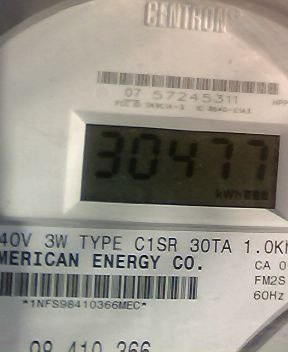 CENTRON®
07 57245311
30477
kWh
40V 3W TYPE C1SR 30TA 1.0K
MERICAN ENERGY CO.
CA 0
FM2S
60Hz
*1NFS98410366MEC*
98 410 366